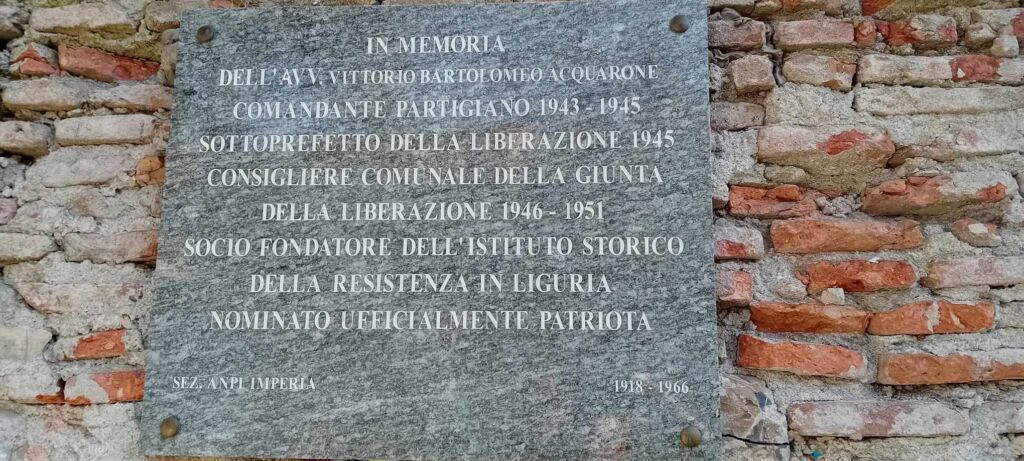 IN MEMORIA
DELL'AVV. VITTORIO BARTOLOMEO ACQUARONE
COMANDANTE PARTIGIANO 1943 - 1945
SOTTOPREFETTO DELLA LIBERAZIONE 1945
CONSIGLIERE COMUNALE DELLA GIUNTA
DELLA LIBERAZIONE 1946 - 1951
SOCIO FONDATORE DELL'ISTITUTO STORICO
DELLA RESISTENZA IN LIGURIA
NOMINATO UFFICIALMENTE PATRIOTA
SEZ. ANPI IMPERIA 1918 - 1966